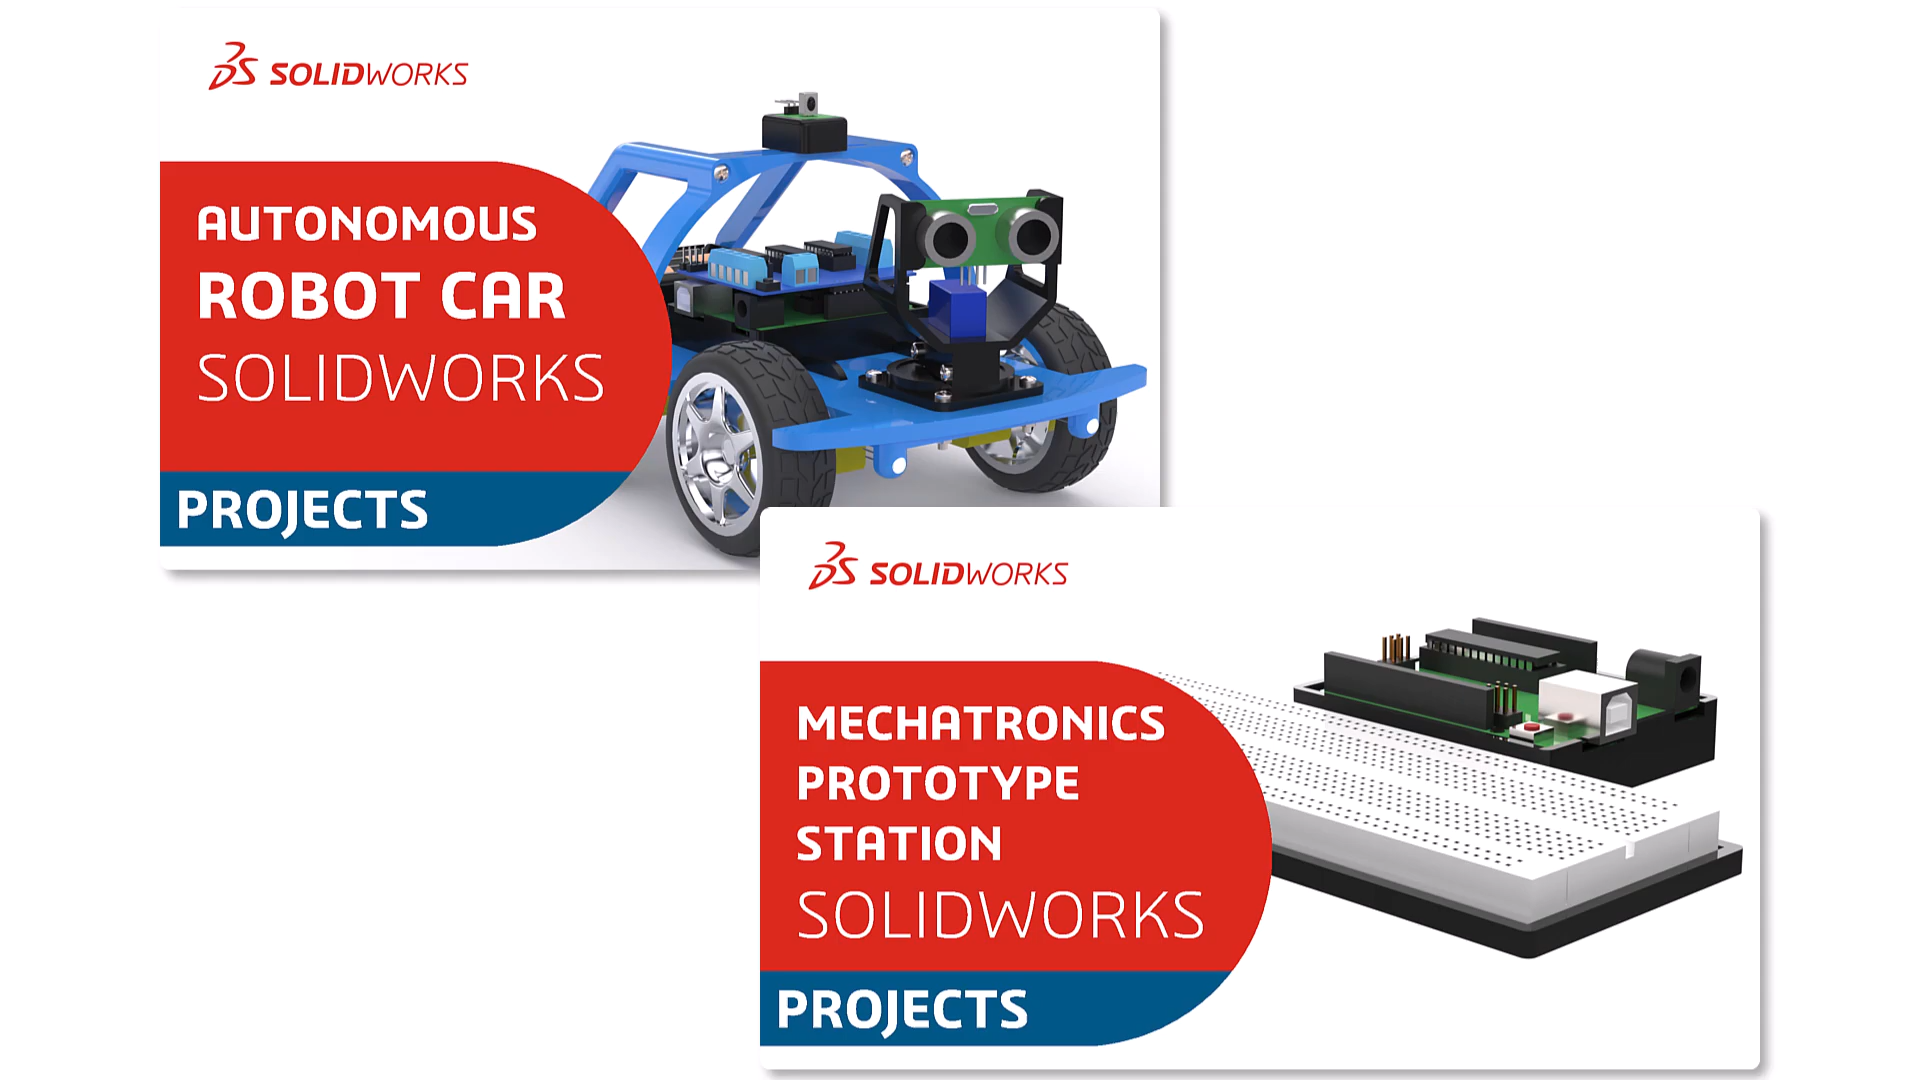 SOLIDWORKS
AUTONOMOUS
ROBOT CAR
SOLIDWORKS
PROJECTS
SOLIDWORKS
MECHATRONICS
PROTOTYPE
STATION
SOLIDWORKS
PROJECTS